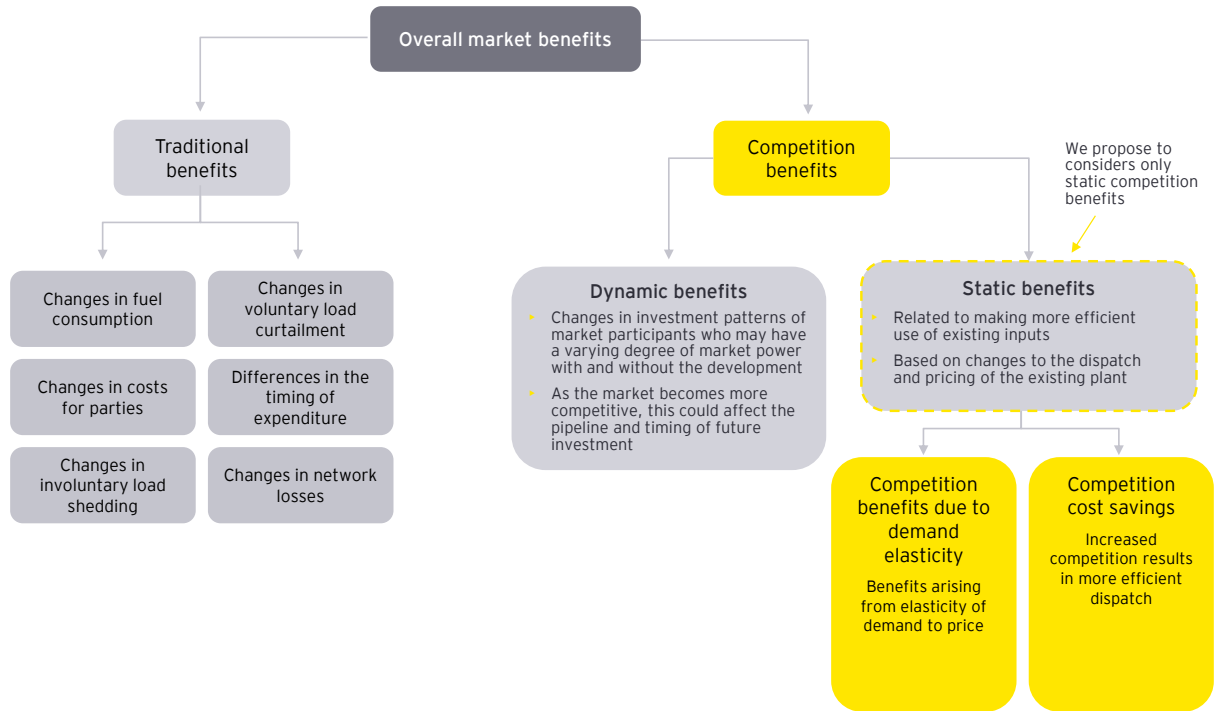 Overall market benefits
Traditional
benefits
Competition
benefits
We propose to
considers only
static competition
benefits
Changes in fuel
consumption
Changes in
voluntary load
curtailment
Changes in costs
for parties
Differences in the
timing of
expenditure
Changes in
involuntary load
shedding
Changes in network
losses
Dynamic benefits
• Changes in investment patterns of
market participants who may have
a varying degree of market power
with and without the development
• As the market becomes more
competitive, this could affect the
pipeline and timing of future
investment
Static benefits
• Related to making more efficient
use of existing inputs
• Based on changes to the dispatch
and pricing of the existing plant
Competition
benefits due to
demand
elasticity
Benefits arising
from elasticity of
demand to price
Competition
cost savings
Increased
competition results
in more efficient
dispatch